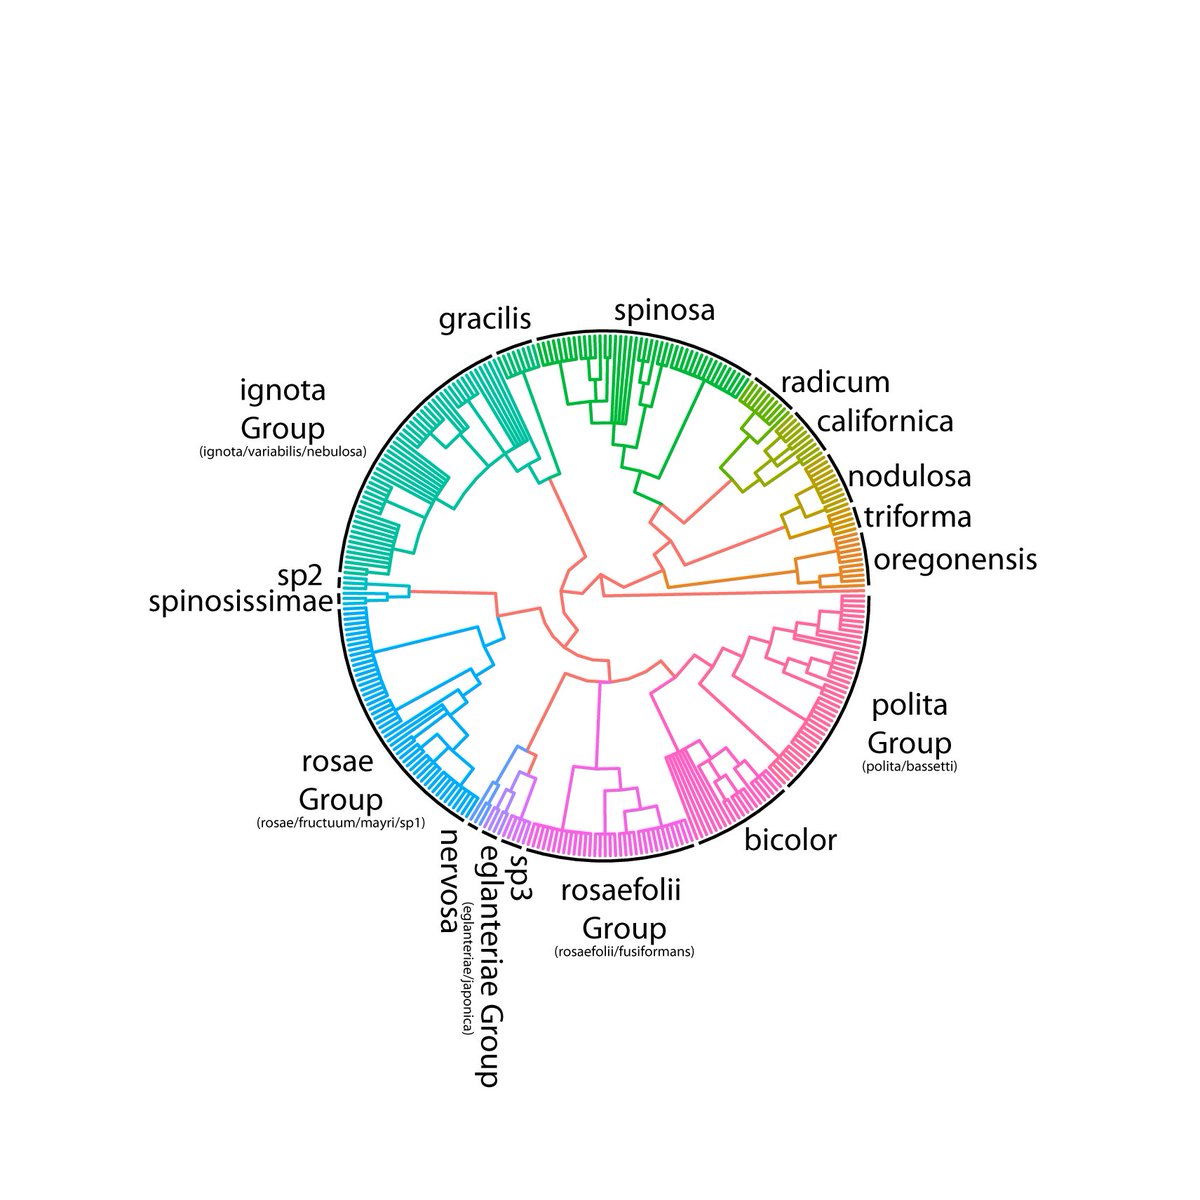 spinosa
gracilis
radicum
californica
nodulosa
triforma
oregonensis
polita
Group
(polita/bassetti)
bicolor
rosaefolii
Group
(rosaefolii/fusiformans)
sp3
eglanteriae Group
(eglanteriae/japonica)
nervosa
rosae
Group
(rosae/fructuum/mayri/sp1)
spinosissimae
sp2
ignota
Group
(ignota/variabilis/nebulosa)